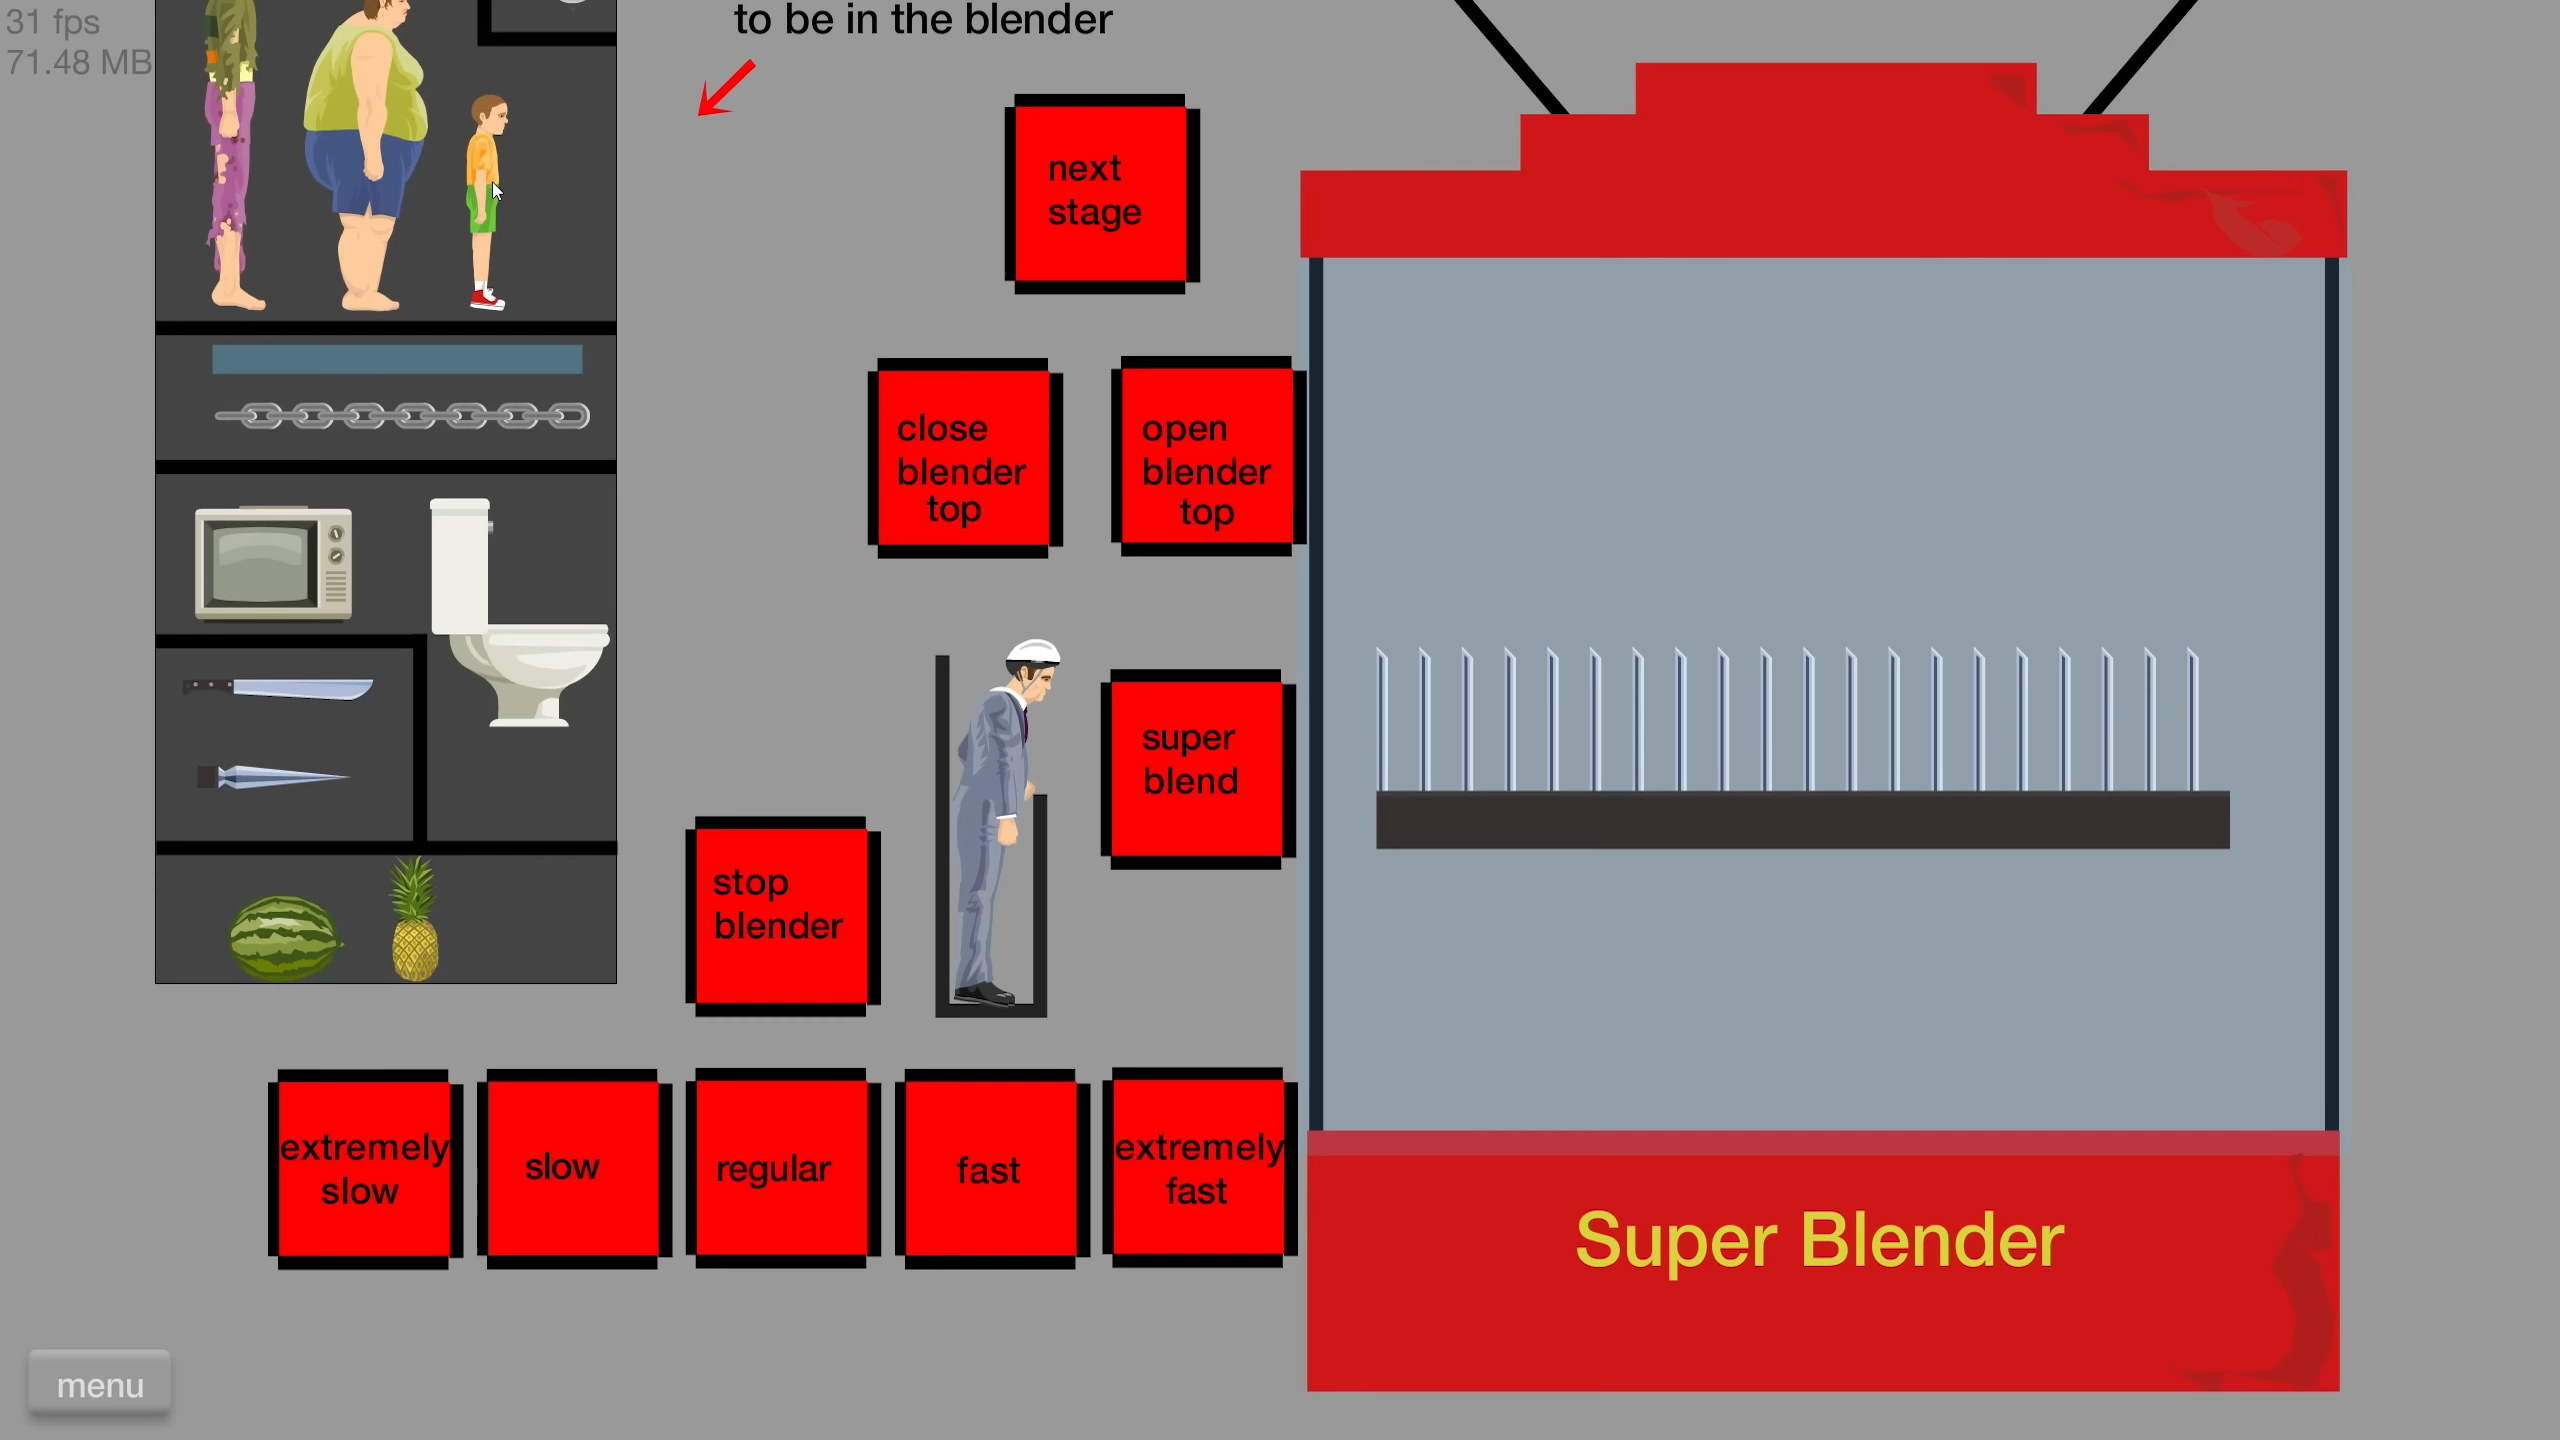 31 fps
71.48 MB
to be in the blender
next
stage
close
blender
top
open
blender
top
super
blend
stop
blender
extremely
slow
slow
regular
fast
extremely
fast
Super Blender
menu